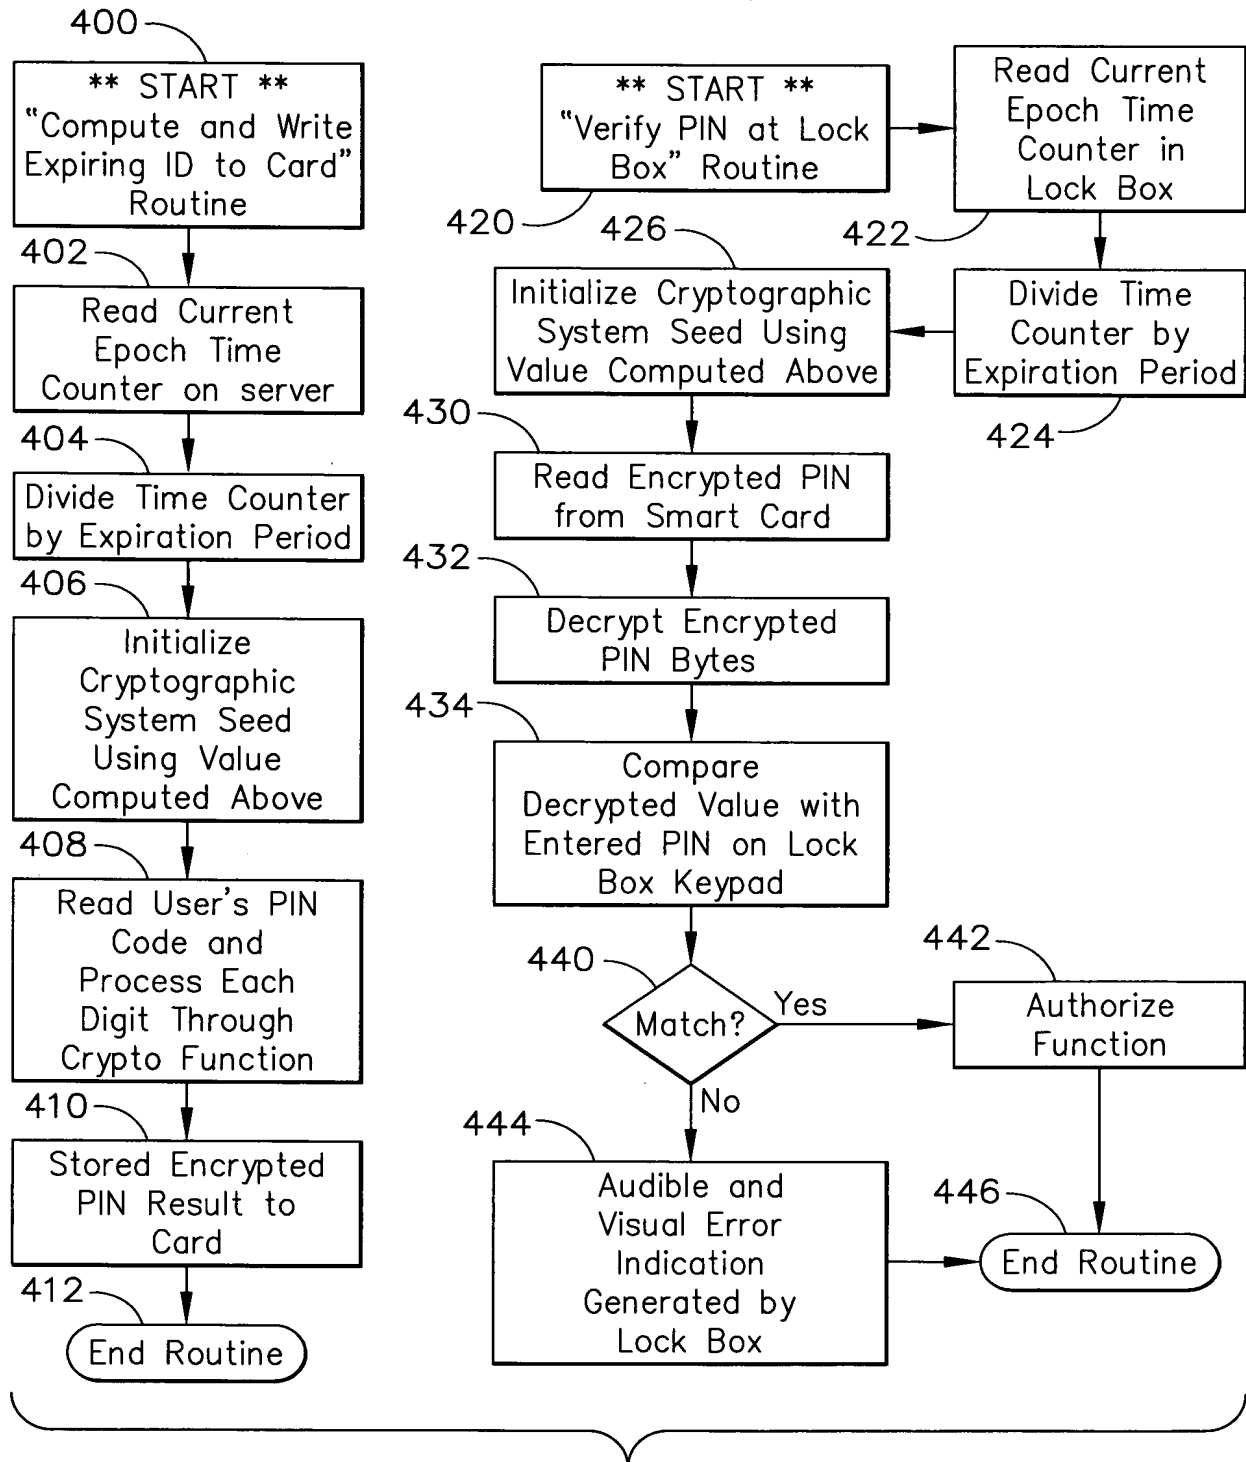 400
** START **
“Compute and Write
Expiring ID to Card”
Routine
402
Read Current
Epoch Time
Counter on server
404
Divide Time Counter
by Expiration Period
406
Initialize
Cryptographic
System Seed
Using Value
Computed Above
408
Read User's PIN
Code and
Process Each
Digit Through
Crypto Function
410
Stored Encrypted
PIN Result to
Card
412
End Routine
** START **
“Verify PIN at Lock
Box” Routine
420
Read Current
Epoch Time
Counter in
Lock Box
422
Divide Time
Counter by
Expiration Period
424
426
Initialize Cryptographic
System Seed Using
Value Computed Above
430
Read Encrypted PIN
from Smart Card
432
Decrypt Encrypted
PIN Bytes
434
Compare
Decrypted Value with
Entered PIN on Lock
Box Keypad
440
Match?
Yes
442
Authorize
Function
No
444
Audible and
Visual Error
Indication
Generated by
Lock Box
446
End Routine